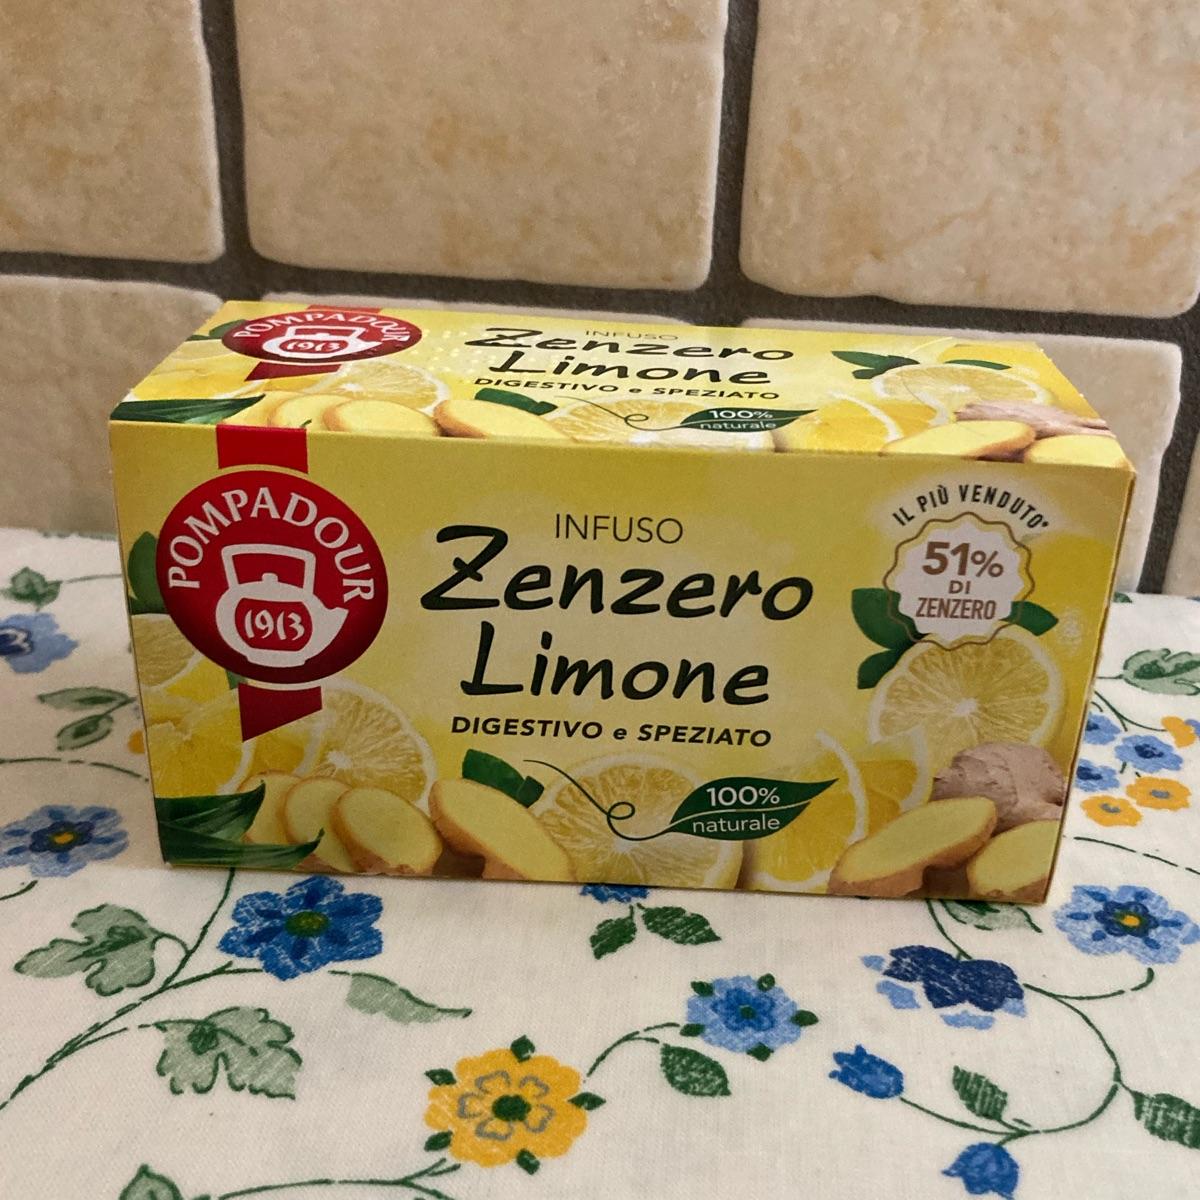 POMPADOUR
1913
INFUSO
Zenzero
Limone
DIGESTIVO e SPEZIATO
100%
naturale
POMPADOUR
1913
INFUSO
Zenzero
Limone
DIGESTIVO e SPEZIATO
100%
naturale
IL PIÙ VENDUTO*
51%
DI
ZENZERO